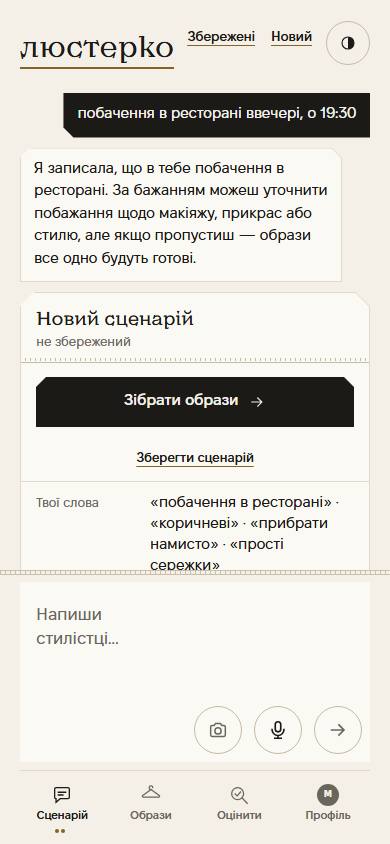 люстерко
Збережені
Новий
побачення в ресторані ввечері, о 19:30
Я записала, що в тебе побачення в
ресторані. За бажанням можеш уточнити
побажання щодо макіяжу, прикрас або
стилю, але якщо пропустиш — образи
все одно будуть готові.
Новий сценарій
не збережений
Зібрати образи →
Зберегти сценарій
Твої слова
«побачення в ресторані» ·
«коричневі» · «прибрати
намисто» · «прості
сережки»
Напиши
стилістці...
Сценарій
Образи
Оцінити
М
Профіль